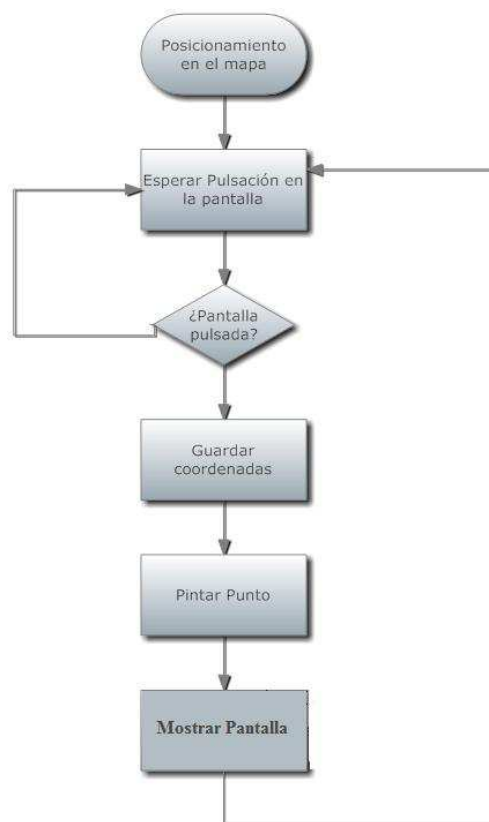 Posicionamiento
en el mapa
Esperar Pulsación en
la pantalla
¿Pantalla
pulsada?
Guardar
coordenadas
Pintar Punto
Mostrar Pantalla